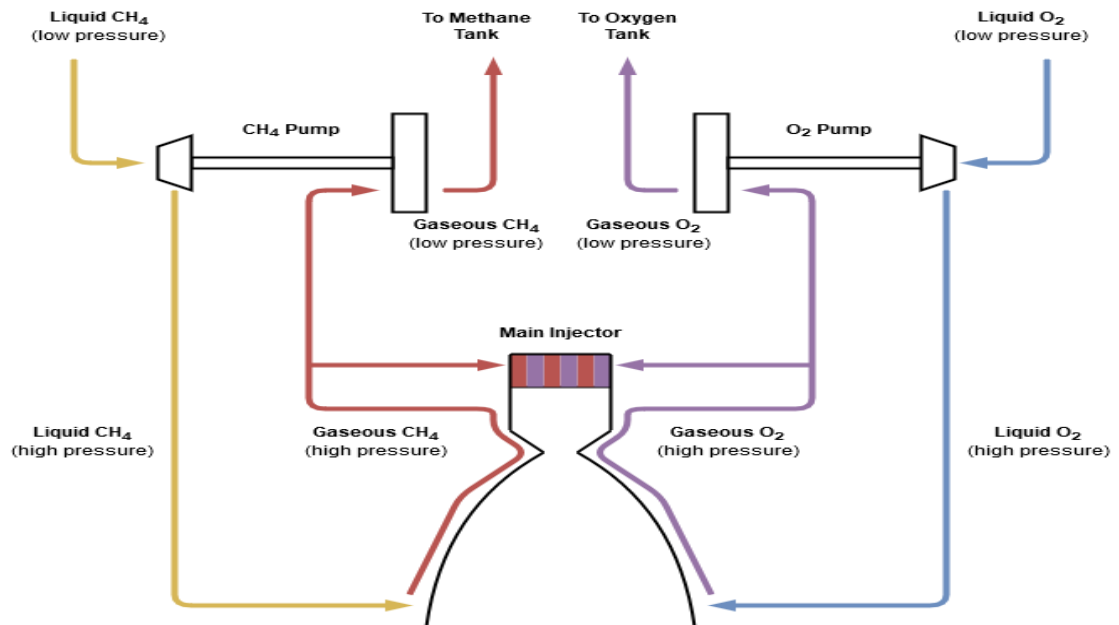 Liquid CH₄
(low pressure)
To Methane
Tank
To Oxygen
Tank
Liquid O₂
(low pressure)
CH₄ Pump
O₂ Pump
Gaseous CH₄
(low pressure)
Gaseous O₂
(low pressure)
Main Injector
Liquid CH₄
(high pressure)
Gaseous CH₄
(high pressure)
Gaseous O₂
(high pressure)
Liquid O₂
(high pressure)